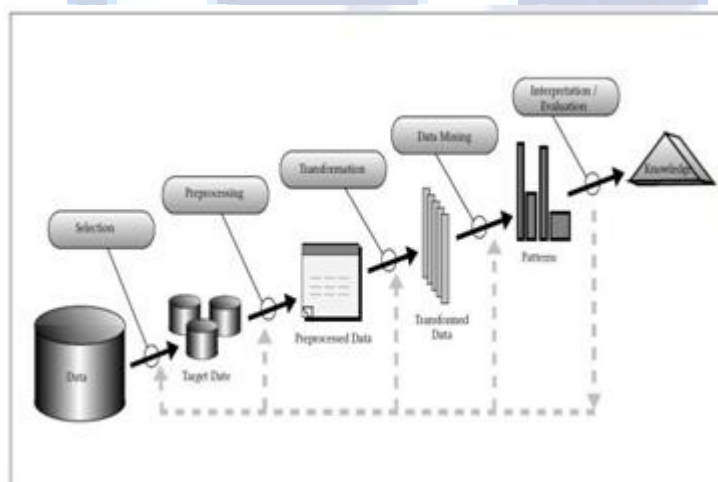 Interpretation /
Evaluation
Data Mining
Transformation
Preprocessing
Selection
Knowledge
Patterns
Transformed
Data
Preprocessed Data
Target Date
Data